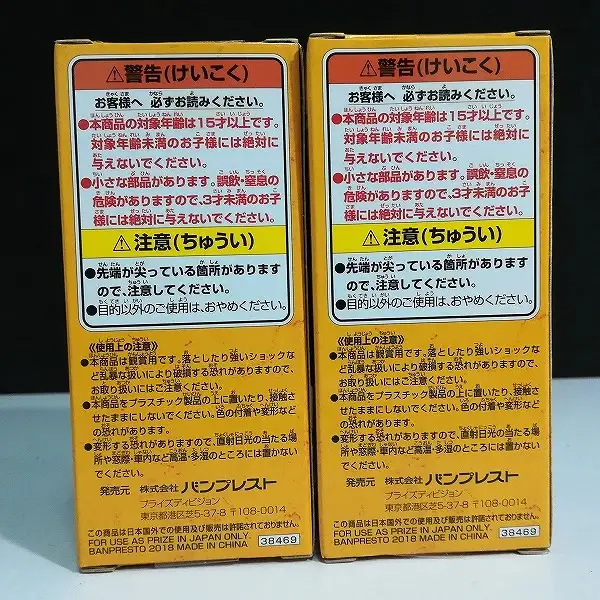 ⚠警告(けいこく)
お客様へ 必ずお読みください。
●本商品の対象年齢は15才以上です。
対象年齢未満のお子様には絶対に
与えないでください。
●小さな部品があります。誤飲・窒息の
危険がありますので、3才未満のお子
様には絶対に与えないでください。
⚠注意(ちゅうい)
●先端が尖っている箇所があります
ので、注意してください。
●目的以外のご使用は、おやめください。
《使用上の注意》
●本商品は観賞用です。落としたり強いショックな
ど乱暴な扱いにより破損する恐れがありますので、
お取り扱いにはご注意ください。
●本商品をプラスチック製品の上に置いたり、接触さ
せたままにしないでください。色の付着や変形など
の恐れがあります。
●変形する恐れがありますので、直射日光の当たる場
所や窓際・車内など高温・多湿のところには置かない
でください。
発売元 株式会社 バンプレスト
プライズディビジョン
東京都港区芝5-37-8 〒108-0014
この商品は日本国外での使用及び販売は許諾されておりません。
FOR USE AS PRIZE IN JAPAN ONLY.
BANPRESTO 2018 MADE IN CHINA
38469
⚠警告(けいこく)
お客様へ 必ずお読みください。
●本商品の対象年齢は15才以上です。
対象年齢未満のお子様には絶対に
与えないでください。
●小さな部品があります。誤飲・窒息の
危険がありますので、3才未満のお子
様には絶対に与えないでください。
⚠注意(ちゅうい)
●先端が尖っている箇所があります
ので、注意してください。
●目的以外のご使用は、おやめください。
《使用上の注意》
●本商品は観賞用です。落としたり強いショックな
ど乱暴な扱いにより破損する恐れがありますので、
お取り扱いにはご注意ください。
●本商品をプラスチック製品の上に置いたり、接触さ
せたままにしないでください。色の付着や変形など
の恐れがあります。
●変形する恐れがありますので、直射日光の当たる場
所や窓際・車内など高温・多湿のところには置かない
でください。
発売元 株式会社 バンプレスト
プライズディビジョン
東京都港区芝5-37-8 〒108-0014
この商品は日本国外での使用及び販売は許諾されておりません。
FOR USE AS PRIZE IN JAPAN ONLY.
BANPRESTO 2018 MADE IN CHINA
38469